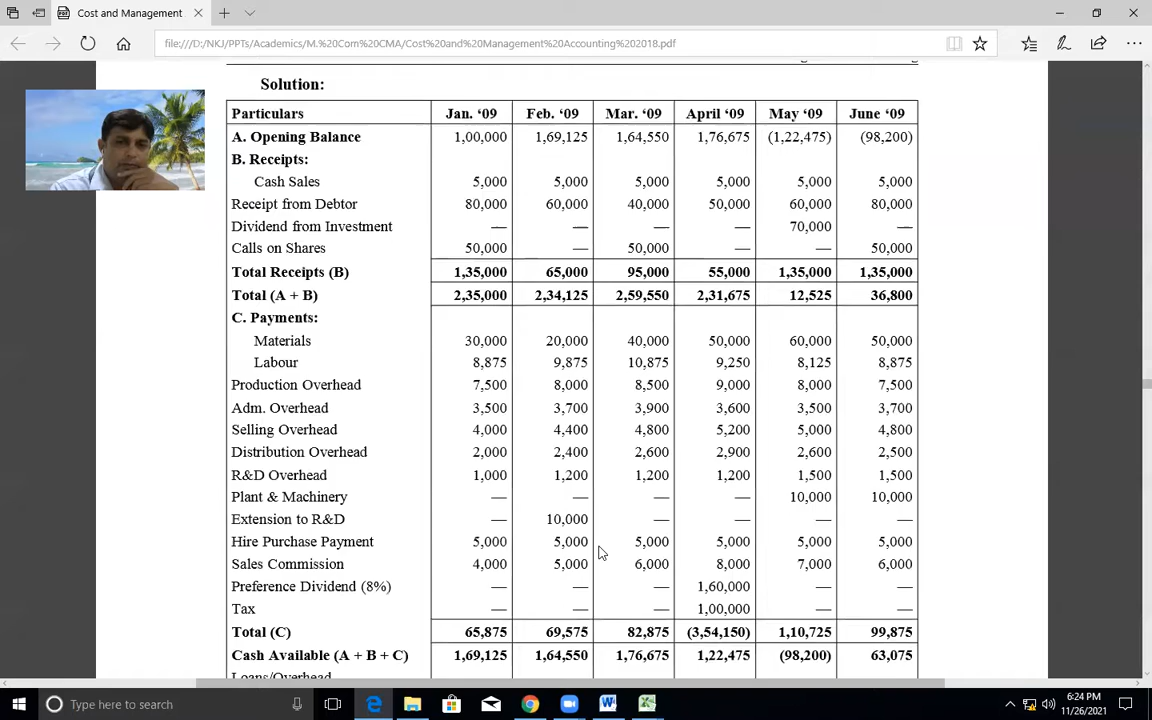 Cost and Management
file:///D:/NKJ/PPTs/Academics/M.%20Com%20CMA/Cost%20and%20Management%20Accounting%202018.pdf
Solution:
Particulars Jan. ‘09 Feb. ‘09 Mar. ‘09 April ‘09 May ‘09 June ‘09
A. Opening Balance 1,00,000 1,69,125 1,64,550 1,76,675 (1,22,475) (98,200)
B. Receipts:
Cash Sales 5,000 5,000 5,000 5,000 5,000 5,000
Receipt from Debtor 80,000 60,000 40,000 50,000 60,000 80,000
Dividend from Investment — — — — 70,000 —
Calls on Shares 50,000 — 50,000 — — 50,000
Total Receipts (B) 1,35,000 65,000 95,000 55,000 1,35,000 1,35,000
Total (A + B) 2,35,000 2,34,125 2,59,550 2,31,675 12,525 36,800
C. Payments:
Materials 30,000 20,000 40,000 50,000 60,000 50,000
Labour 8,875 9,875 10,875 9,250 8,125 8,875
Production Overhead 7,500 8,000 8,500 9,000 8,000 7,500
Adm. Overhead 3,500 3,700 3,900 3,600 3,500 3,700
Selling Overhead 4,000 4,400 4,800 5,200 5,000 4,800
Distribution Overhead 2,000 2,400 2,600 2,900 2,600 2,500
R&D Overhead 1,000 1,200 1,200 1,200 1,500 1,500
Plant & Machinery — — — — 10,000 10,000
Extension to R&D — 10,000 — — — —
Hire Purchase Payment 5,000 5,000 5,000 5,000 5,000 5,000
Sales Commission 4,000 5,000 6,000 8,000 7,000 6,000
Preference Dividend (8%) — — — 1,60,000 — —
Tax — — — 1,00,000 — —
Total (C) 65,875 69,575 82,875 (3,54,150) 1,10,725 99,875
Cash Available (A + B + C) 1,69,125 1,64,550 1,76,675 1,22,475 (98,200) 63,075
Loans/Overhead
Type here to search
6:24 PM
11/26/2021